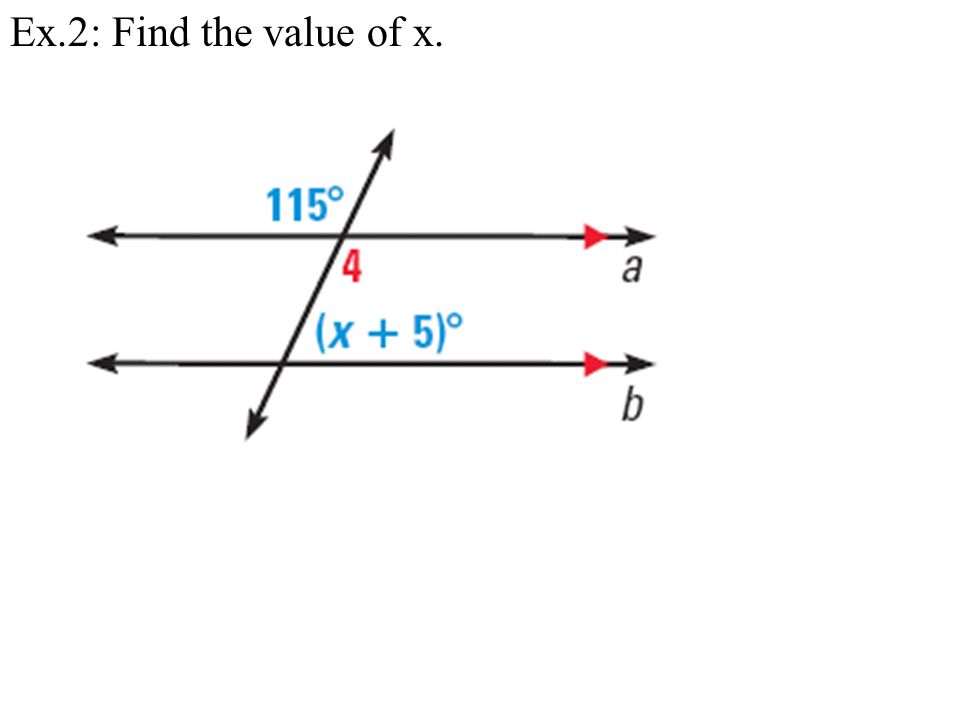 Ex.2: Find the value of x.
115°
4
a
(x + 5)°
b